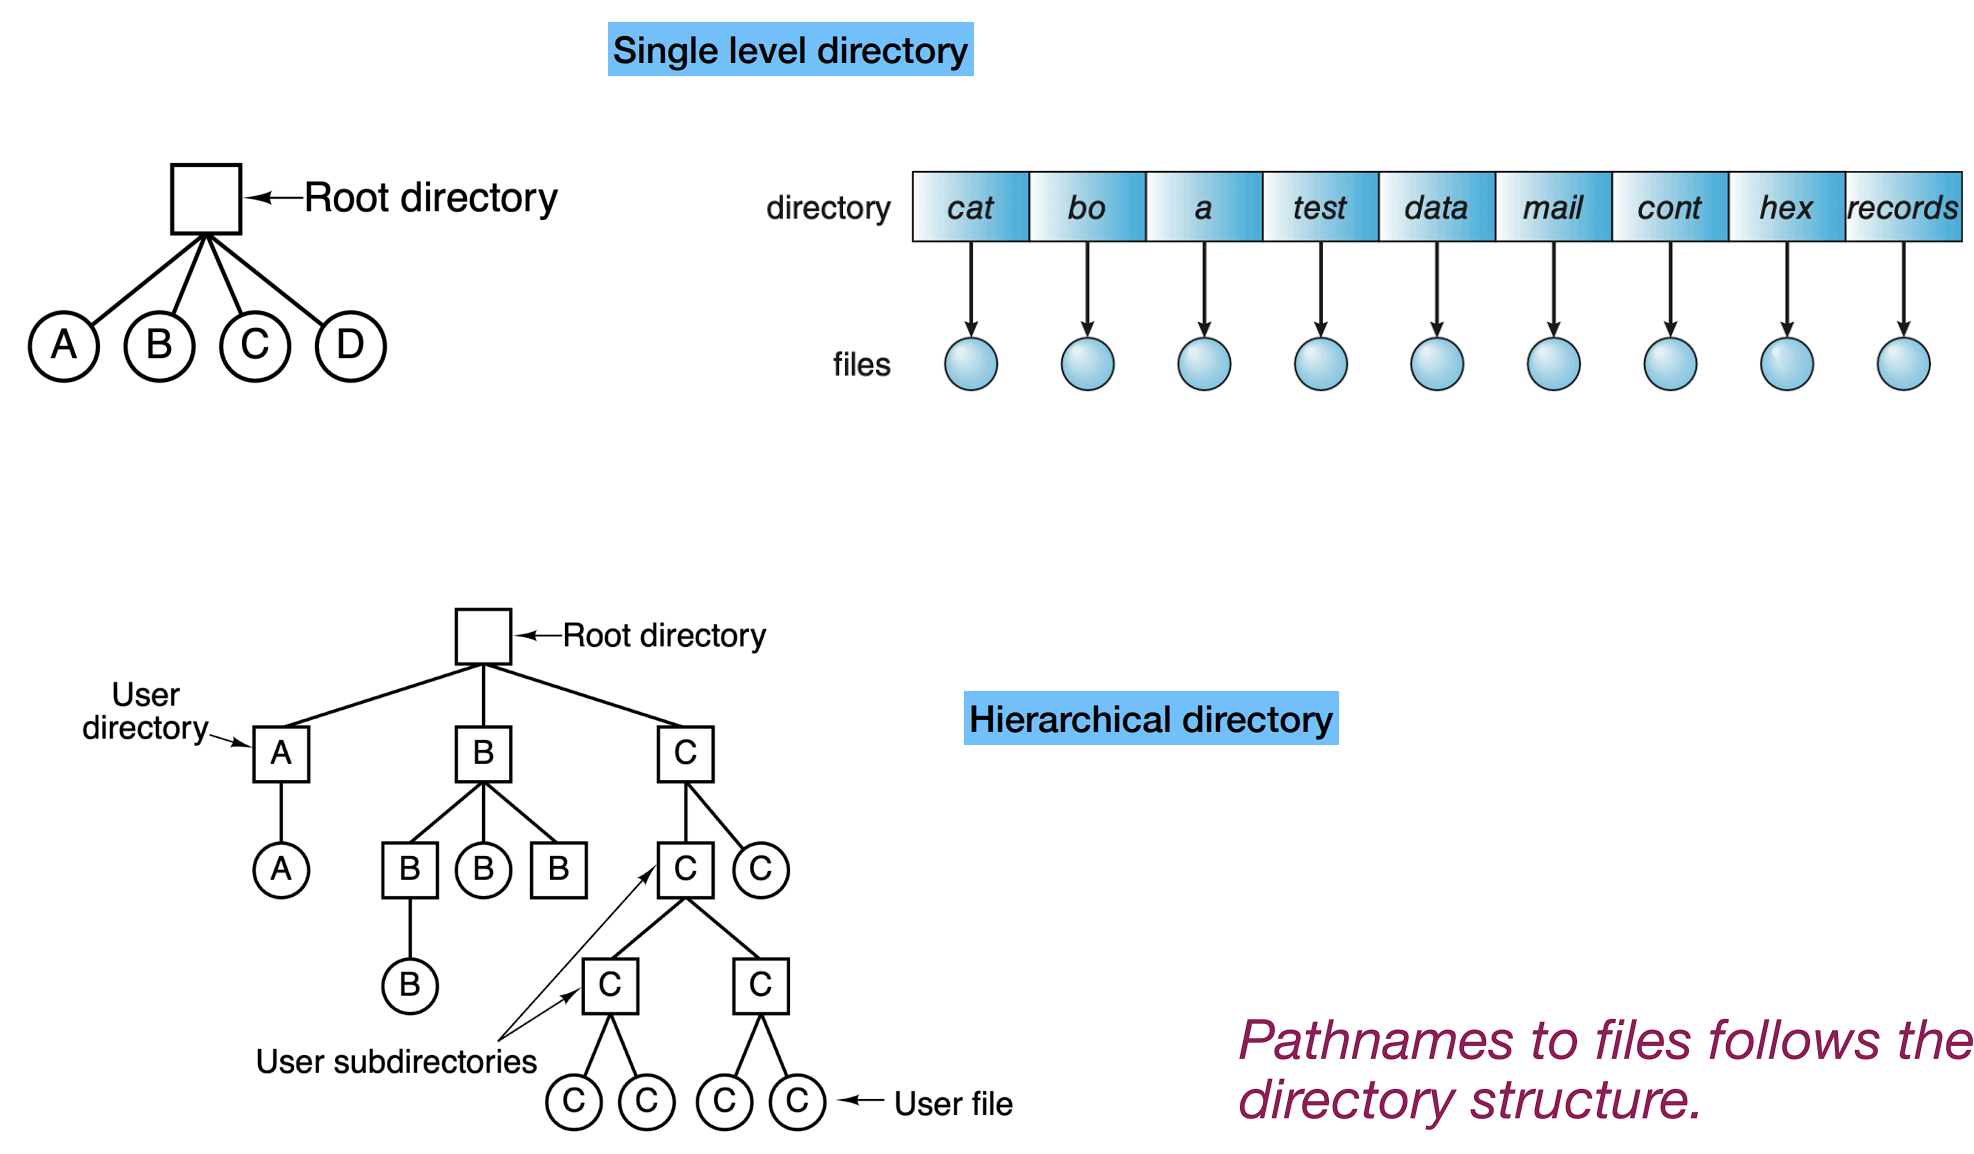 Single level directory
Root directory
A B C D
directory cat bo a test data mail cont hex records
files
Root directory
User
directory
A B C
Hierarchical directory
A B B B C C
B C C
User subdirectories
C C C C User file
Pathnames to files follows the
directory structure.